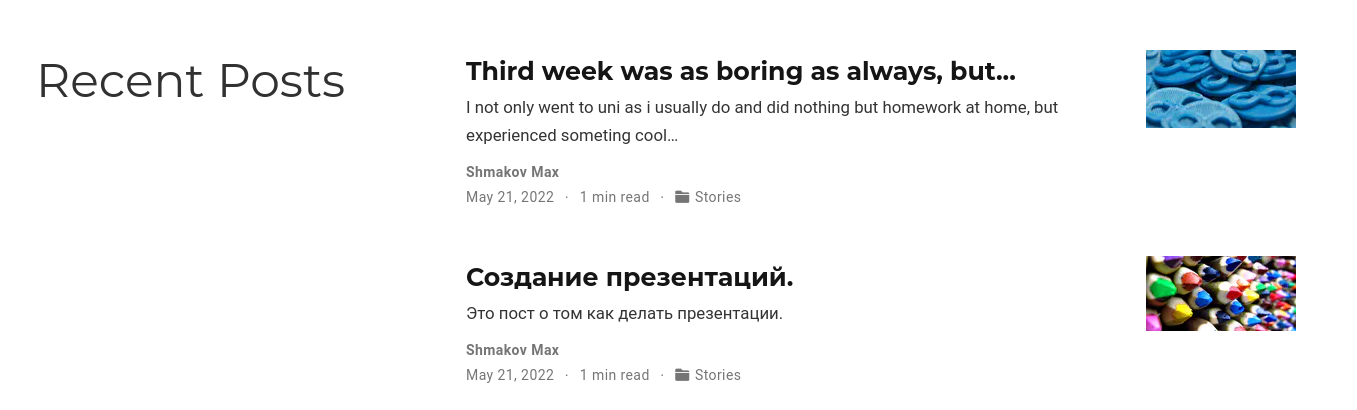 Recent Posts
Third week was as boring as always, but...
I not only went to uni as i usually do and did nothing but homework at home, but
experienced someting cool…
Shmakov Max
May 21, 2022 · 1 min read · Stories
Создание презентаций.
Это пост о том как делать презентации.
Shmakov Max
May 21, 2022 · 1 min read · Stories